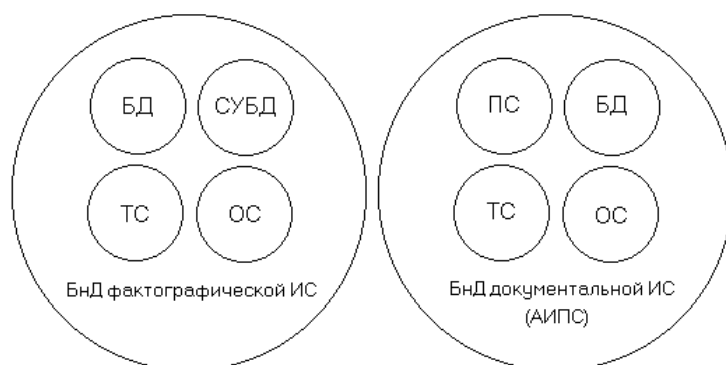 БД СУБД
ТС ОС
БнД фактографической ИС
ПС БД
ТС ОС
БнД документальной ИС
(АИПС)